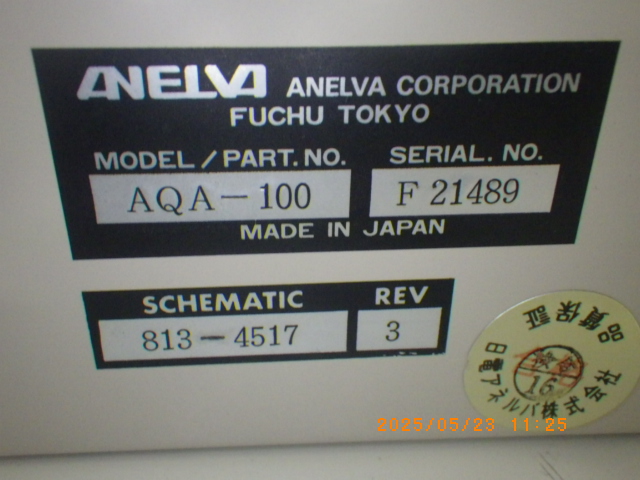 ANELVA ANELVA CORPORATION
FUCHU TOKYO
MODEL/PART.NO. SERIAL. NO.
AQA-100 F 21489
MADE IN JAPAN
SCHEMATIC REV
813-4517 3
品質保証
16
日電アネルバ株式会社
2025/05/23 11:25